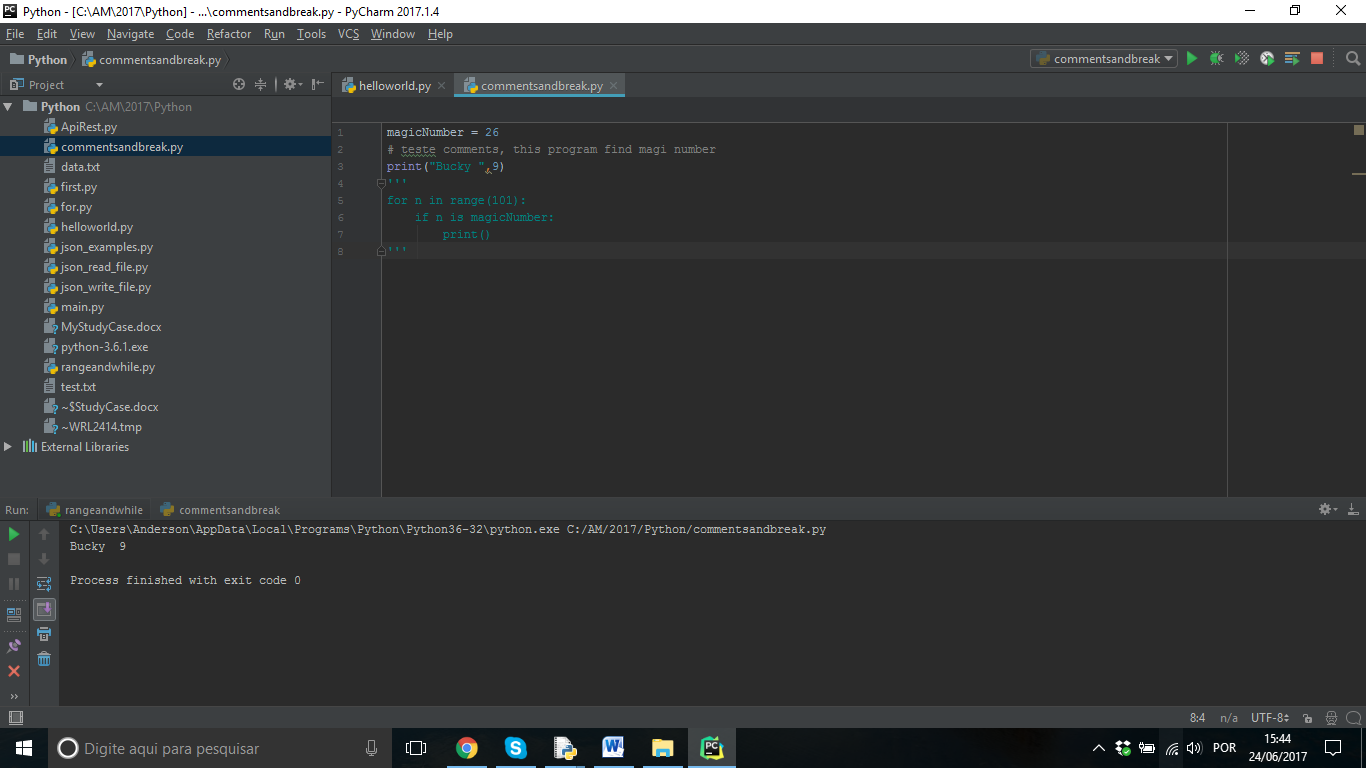 Python - [C:\AM\2017\Python] - ...\commentsandbreak.py - PyCharm 2017.1.4
File Edit View Navigate Code Refactor Run Tools VCS Window Help
Python commentsandbreak.py commentsandbreak
Project
helloworld.py commentsandbreak.py
Python C:\AM\2017\Python
ApiRest.py
commentsandbreak.py
data.txt
first.py
for.py
helloworld.py
json_examples.py
json_read_file.py
json_write_file.py
main.py
MyStudyCase.docx
python-3.6.1.exe
rangeandwhile.py
test.txt
~$StudyCase.docx
~WRL2414.tmp
External Libraries
1 magicNumber = 26
2 # teste comments, this program find magi number
3 print("Bucky ",9)
4 '''
5 for n in range(101):
6     if n is magicNumber:
7         print()
8 '''
Run: rangeandwhile commentsandbreak
C:\Users\Anderson\AppData\Local\Programs\Python\Python36-32\python.exe C:/AM/2017/Python/commentsandbreak.py
Bucky  9
Process finished with exit code 0
8:4 n/a UTF-8
Digite aqui para pesquisar
POR
15:44
24/06/2017